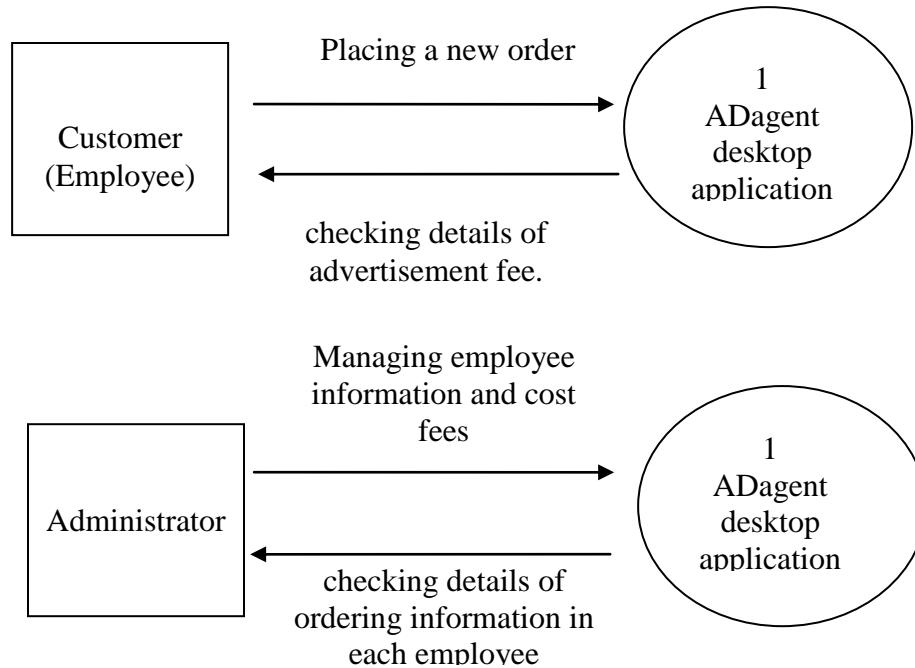 Placing a new order
1
ADagent
desktop
application
Customer
(Employee)
checking details of
advertisement fee.
Managing employee
information and cost
fees
1
ADagent
desktop
application
Administrator
checking details of
ordering information in
each employee